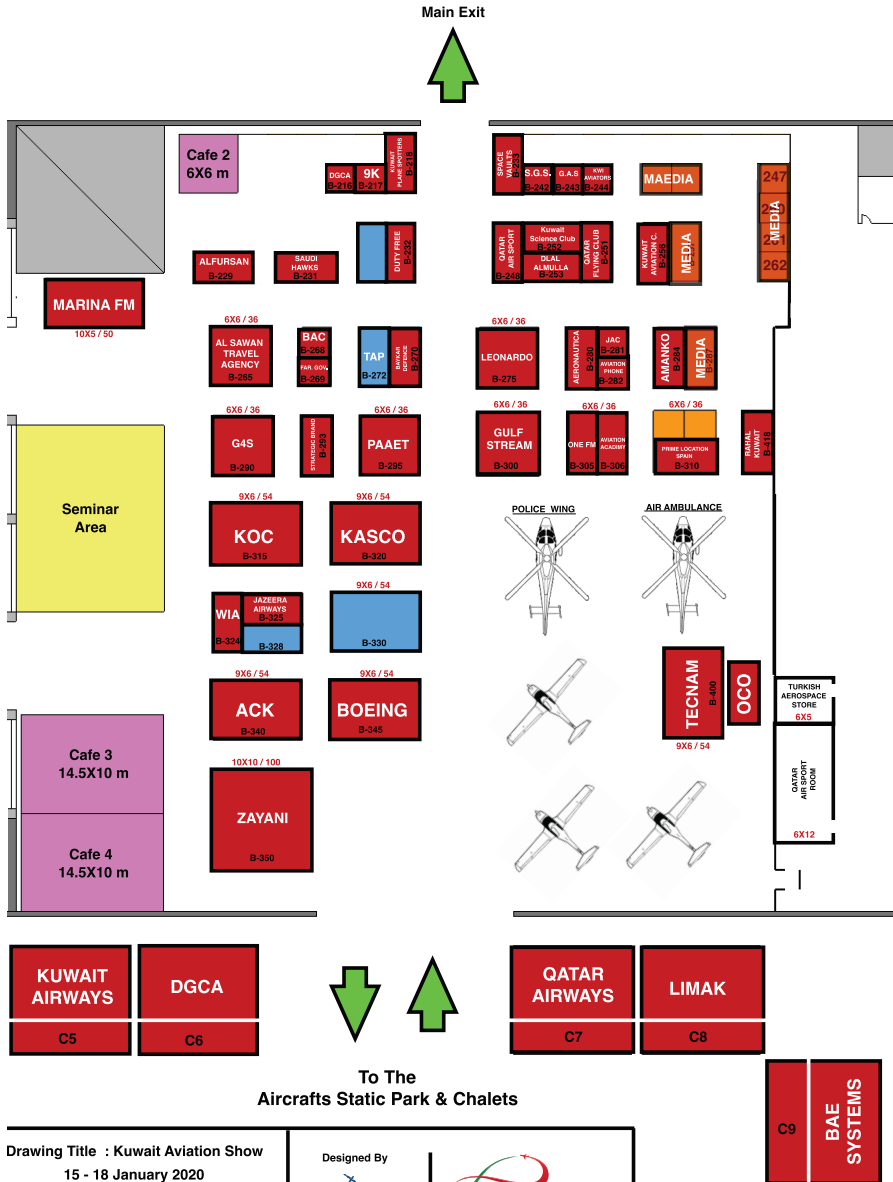 Main Exit
Cafe 2
6X6 m
DGCA
B-216
9K
B-217
KUWAIT
PLANE SPOTTERS
B-218
SPACE
VAULTS
S.G.S.
B-242
G.A.S
B-243
KWI
AVIATORS
B-244
MAEDIA
247
MEDIA
262
ALFURSAN
B-229
SAUDI
HAWKS
B-231
DUTY FREE
B-232
QATAR
AIR SPORT
B-248
Kuwait
Science Club
B-252
DLAL
ALMULLA
B-253
QATAR
FLYING CLUB
B-251
KUWAIT
AVIATION C.
B-256
MEDIA
MARINA FM
10X5 / 50
6X6 / 36
AL SAWAN
TRAVEL
AGENCY
B-265
BAC
B-268
FAR. GOV.
B-269
TAP
B-272
BAYKAR
DEFENCE
B-270
6X6 / 36
LEONARDO
B-275
AERONAUTICA
B-280
JAC
B-281
AVIATION
PHONE
B-282
AMANKO
B-284
MEDIA
B-287
6X6 / 36
G4S
B-290
STRATEGIC BRAND
B-293
6X6 / 36
PAAET
B-295
6X6 / 36
GULF
STREAM
B-300
6X6 / 36
ONE FM
B-305
AVIATION
ACADIMY
B-306
6X6 / 36
PRIME LOCATION
SPAIN
B-310
RAHAL
KUWAIT
B-418
Seminar
Area
9X6 / 54
KOC
B-315
9X6 / 54
KASCO
B-320
POLICE WING
AIR AMBULANCE
WIA
B-324
JAZEERA
AIRWAYS
B-325
B-328
9X6 / 54
B-330
9X6 / 54
ACK
B-340
9X6 / 54
BOEING
B-345
TECNAM
B-400
9X6 / 54
OCO
TURKISH
AEROSPACE
STORE
6X5
QATAR
AIR SPORT
ROOM
6X12
Cafe 3
14.5X10 m
Cafe 4
14.5X10 m
10X10 / 100
ZAYANI
B-350
KUWAIT
AIRWAYS
C5
DGCA
C6
QATAR
AIRWAYS
C7
LIMAK
C8
To The
Aircrafts Static Park & Chalets
C9
BAE
SYSTEMS
Drawing Title : Kuwait Aviation Show
15 - 18 January 2020
Designed By